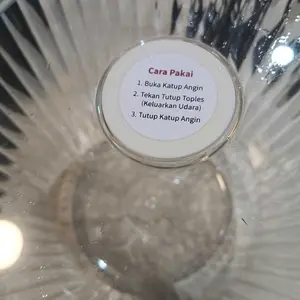 Cara Pakai
1. Buka Katup Angin
2. Tekan Tutup Toples
(Keluarkan Udara)
3. Tutup Katup Angin